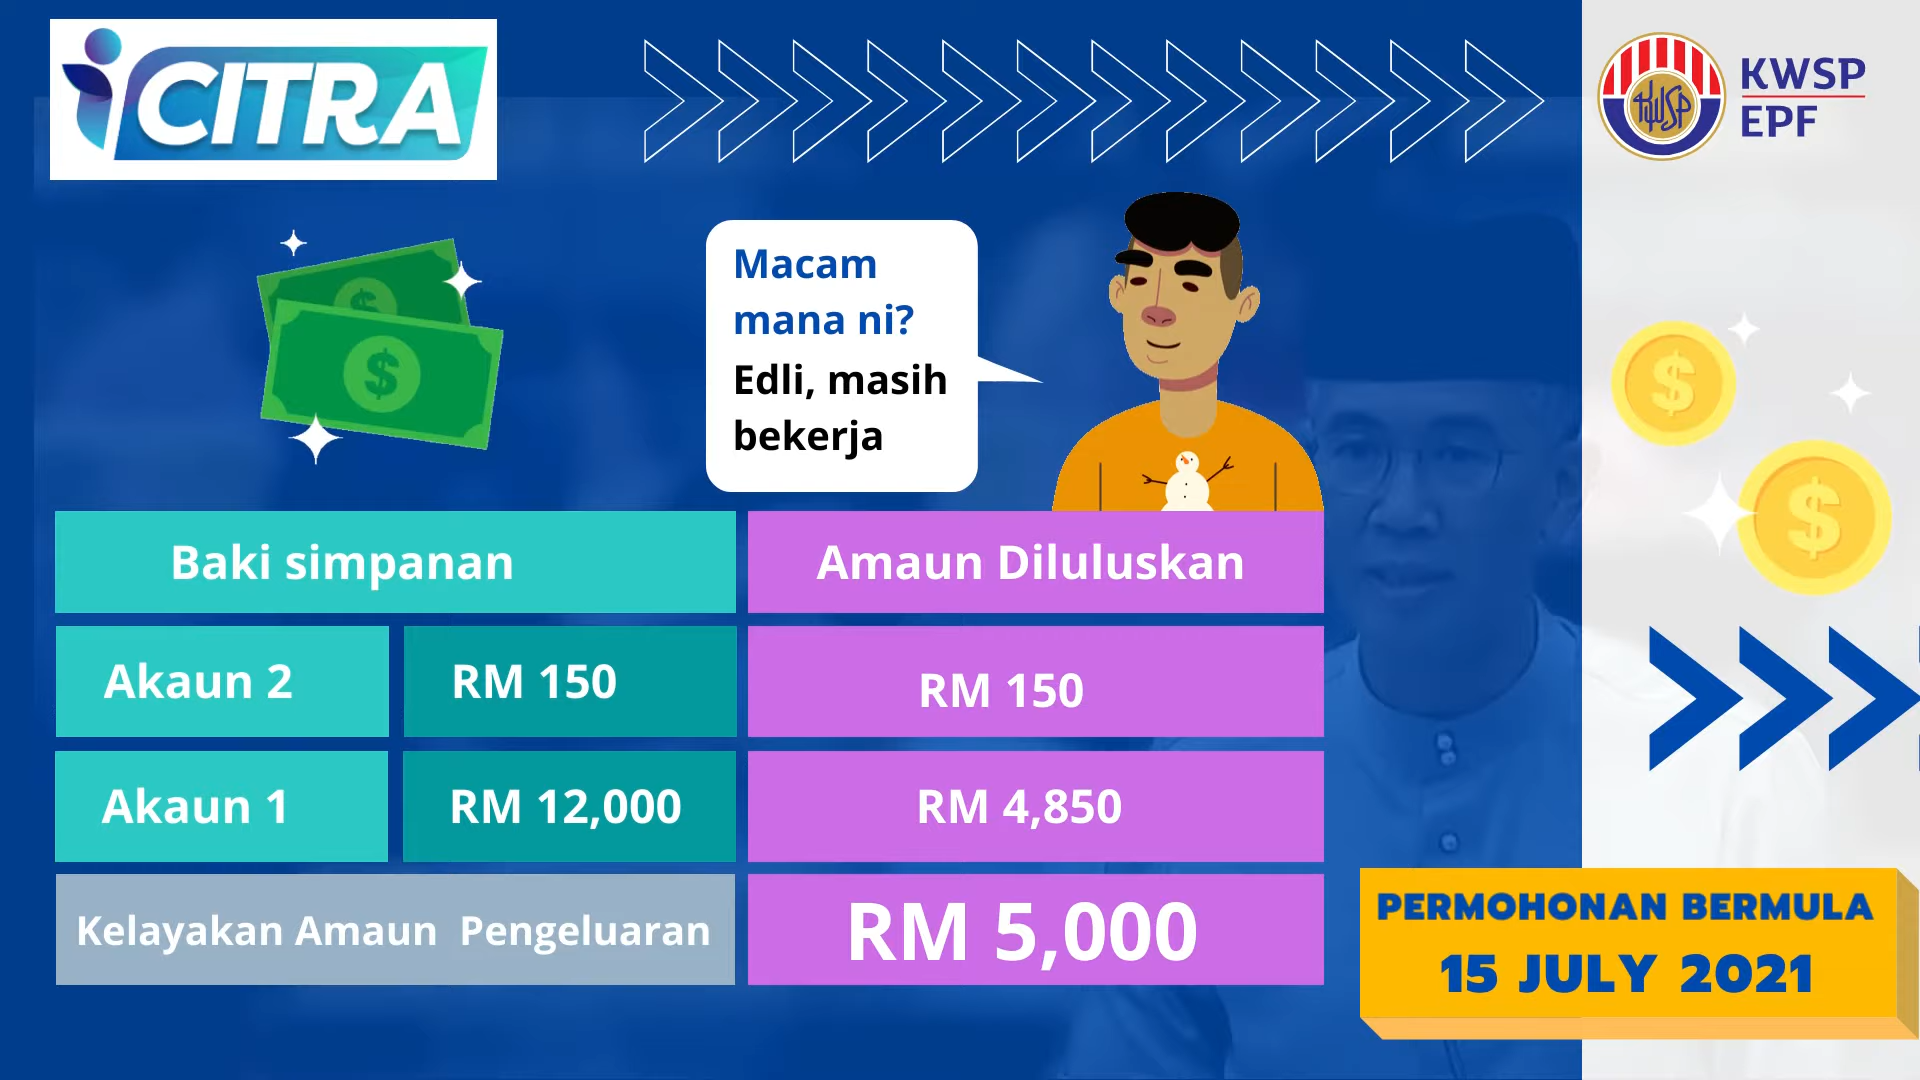 iCITRA
KWSP
EPF
KWSP
Macam
mana ni?
Edli, masih
bekerja
Baki simpanan
Amaun Diluluskan
Akaun 2
RM 150
RM 150
Akaun 1
RM 12,000
RM 4,850
Kelayakan Amaun Pengeluaran
RM 5,000
PERMOHONAN BERMULA
15 JULY 2021